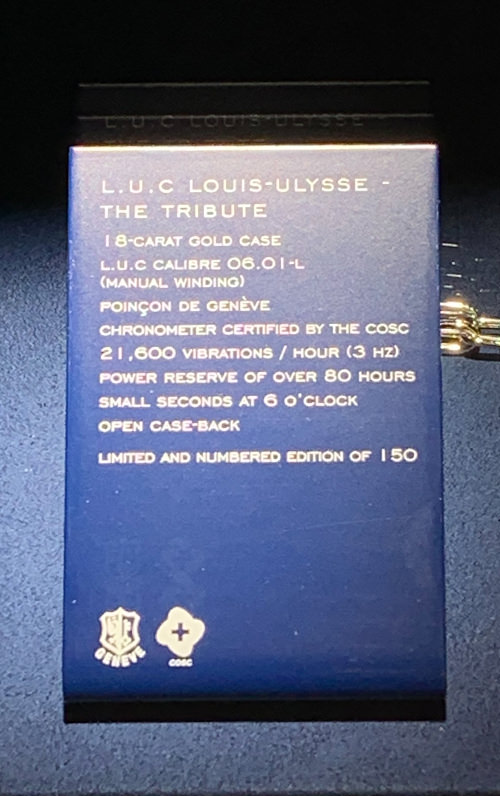 L.U.C LOUIS-ULYSSE -
L.U.C LOUIS-ULYSSE -
THE TRIBUTE
18-CARAT GOLD CASE
L.U.C CALIBRE 06.01-L
(MANUAL WINDING)
POINÇON DE GENÈVE
CHRONOMETER CERTIFIED BY THE COSC
21,600 VIBRATIONS / HOUR (3 HZ)
POWER RESERVE OF OVER 80 HOURS
SMALL SECONDS AT 6 O'CLOCK
OPEN CASE-BACK
LIMITED AND NUMBERED EDITION OF 150
GENÈVE
COSC